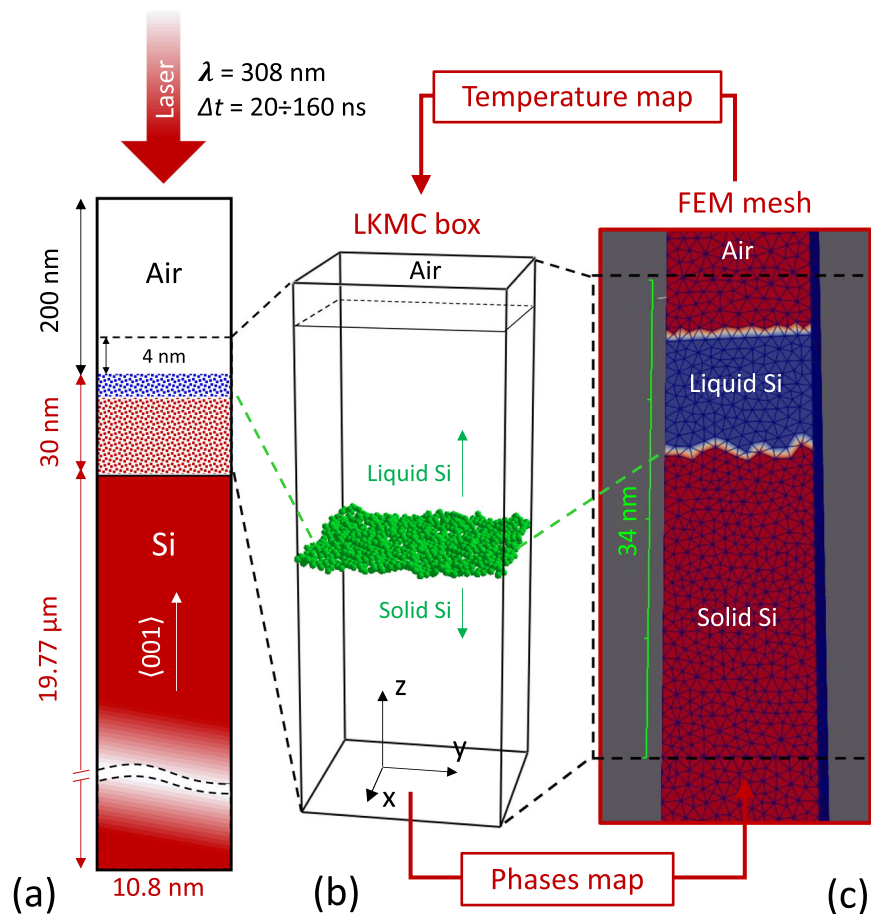 Laser
λ = 308 nm
Δt = 20÷160 ns
Temperature map
LKMC box
FEM mesh
200 nm
Air
4 nm
30 nm
Si
⟨001⟩
19.77 μm
10.8 nm
(a)
Air
Liquid Si
Solid Si
z
y
x
(b)
Air
Liquid Si
34 nm
Solid Si
Phases map
(c)